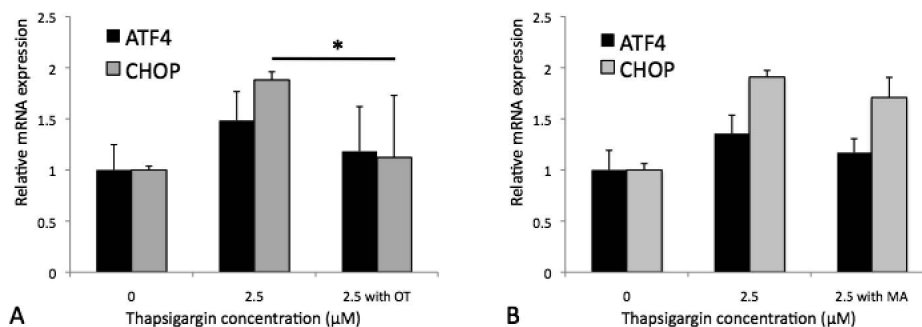 2.5
2
1.5
1
0.5
0
Relative mRNA expression
ATF4
CHOP
*
0
2.5
2.5 with OT
Thapsigargin concentration (μM)
A
2.5
2
1.5
1
0.5
0
Relative mRNA expression
ATF4
CHOP
0
2.5
2.5 with MA
Thapsigargin concentration (μM)
B